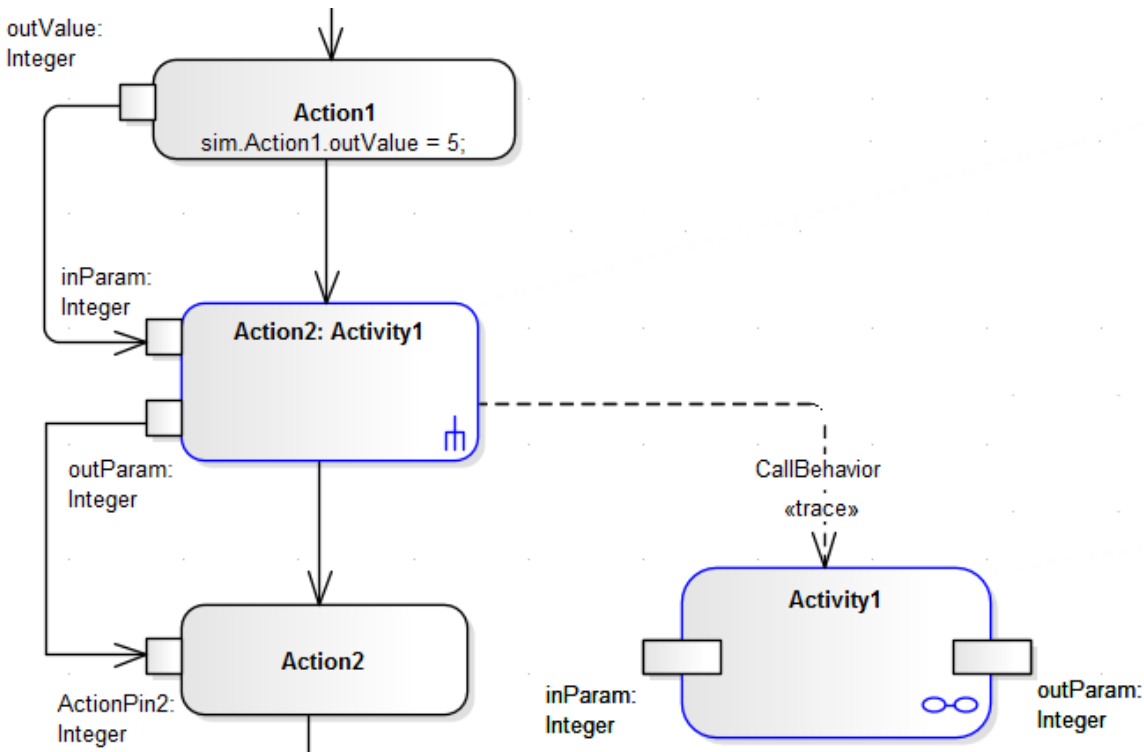 outValue:
Integer
Action1
sim.Action1.outValue = 5;
inParam:
Integer
Action2: Activity1
outParam:
Integer
CallBehavior
«trace»
Activity1
Action2
ActionPin2:
Integer
inParam:
Integer
outParam:
Integer